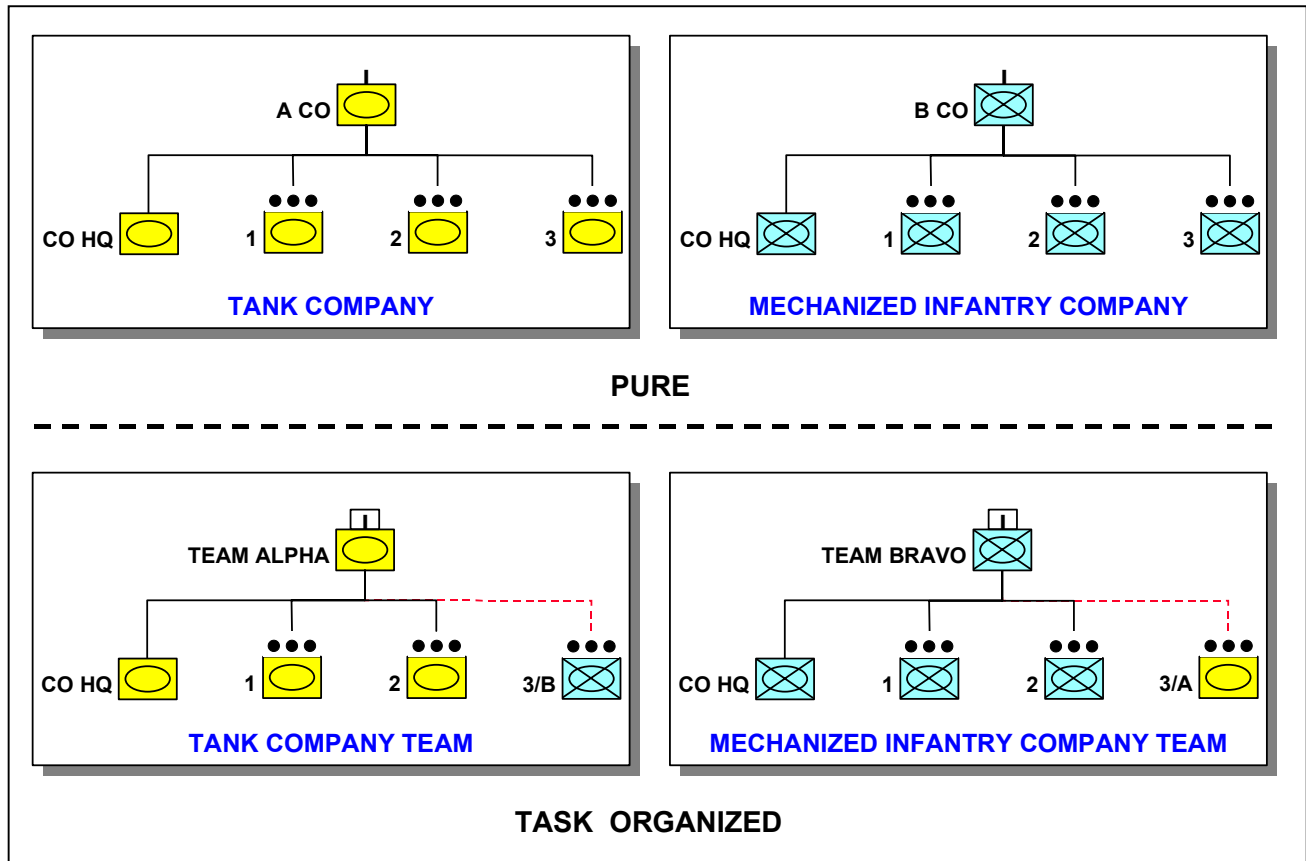 A CO
CO HQ
1
2
3
TANK COMPANY
B CO
CO HQ
1
2
3
MECHANIZED INFANTRY COMPANY
PURE
TEAM ALPHA
CO HQ
1
2
3/B
TANK COMPANY TEAM
TEAM BRAVO
CO HQ
1
2
3/A
MECHANIZED INFANTRY COMPANY TEAM
TASK ORGANIZED